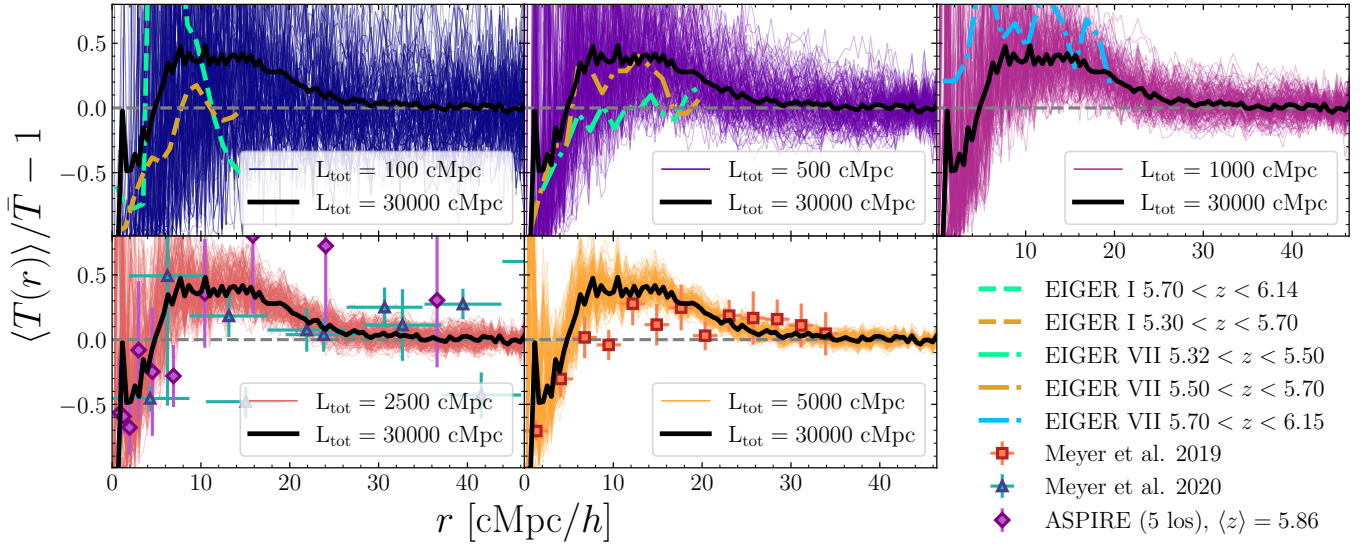 ⟨T(r)⟩/T̄ − 1
0.5
0.0
−0.5
L_tot = 100 cMpc
L_tot = 30000 cMpc
L_tot = 500 cMpc
L_tot = 30000 cMpc
L_tot = 1000 cMpc
L_tot = 30000 cMpc
10 20 30 40
0.5
0.0
−0.5
L_tot = 2500 cMpc
L_tot = 30000 cMpc
L_tot = 5000 cMpc
L_tot = 30000 cMpc
0 10 20 30 40
0 10 20 30 40
r [cMpc/h]
EIGER I 5.70 < z < 6.14
EIGER I 5.30 < z < 5.70
EIGER VII 5.32 < z < 5.50
EIGER VII 5.50 < z < 5.70
EIGER VII 5.70 < z < 6.15
Meyer et al. 2019
Meyer et al. 2020
ASPIRE (5 los), ⟨z⟩ = 5.86